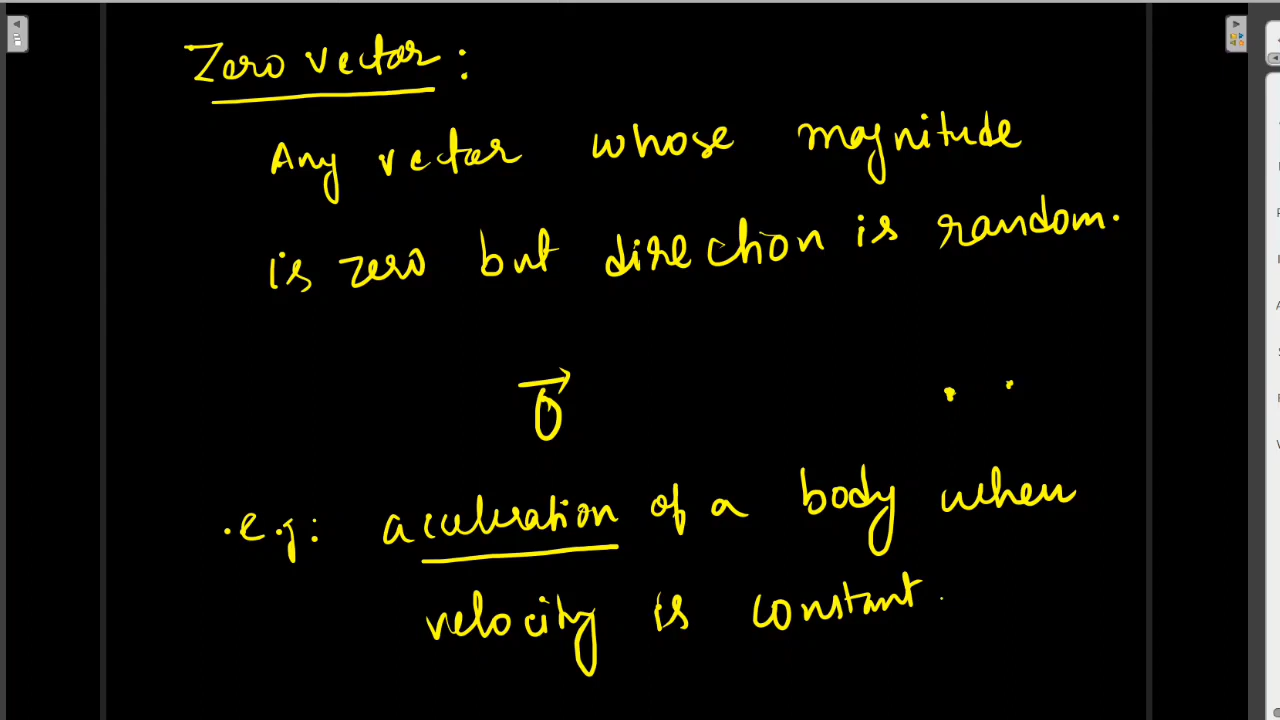 Zero vector:
Any vector whose magnitude
is zero but direction is random.
0⃗
e.g: acceleration of a body when
velocity is constant.